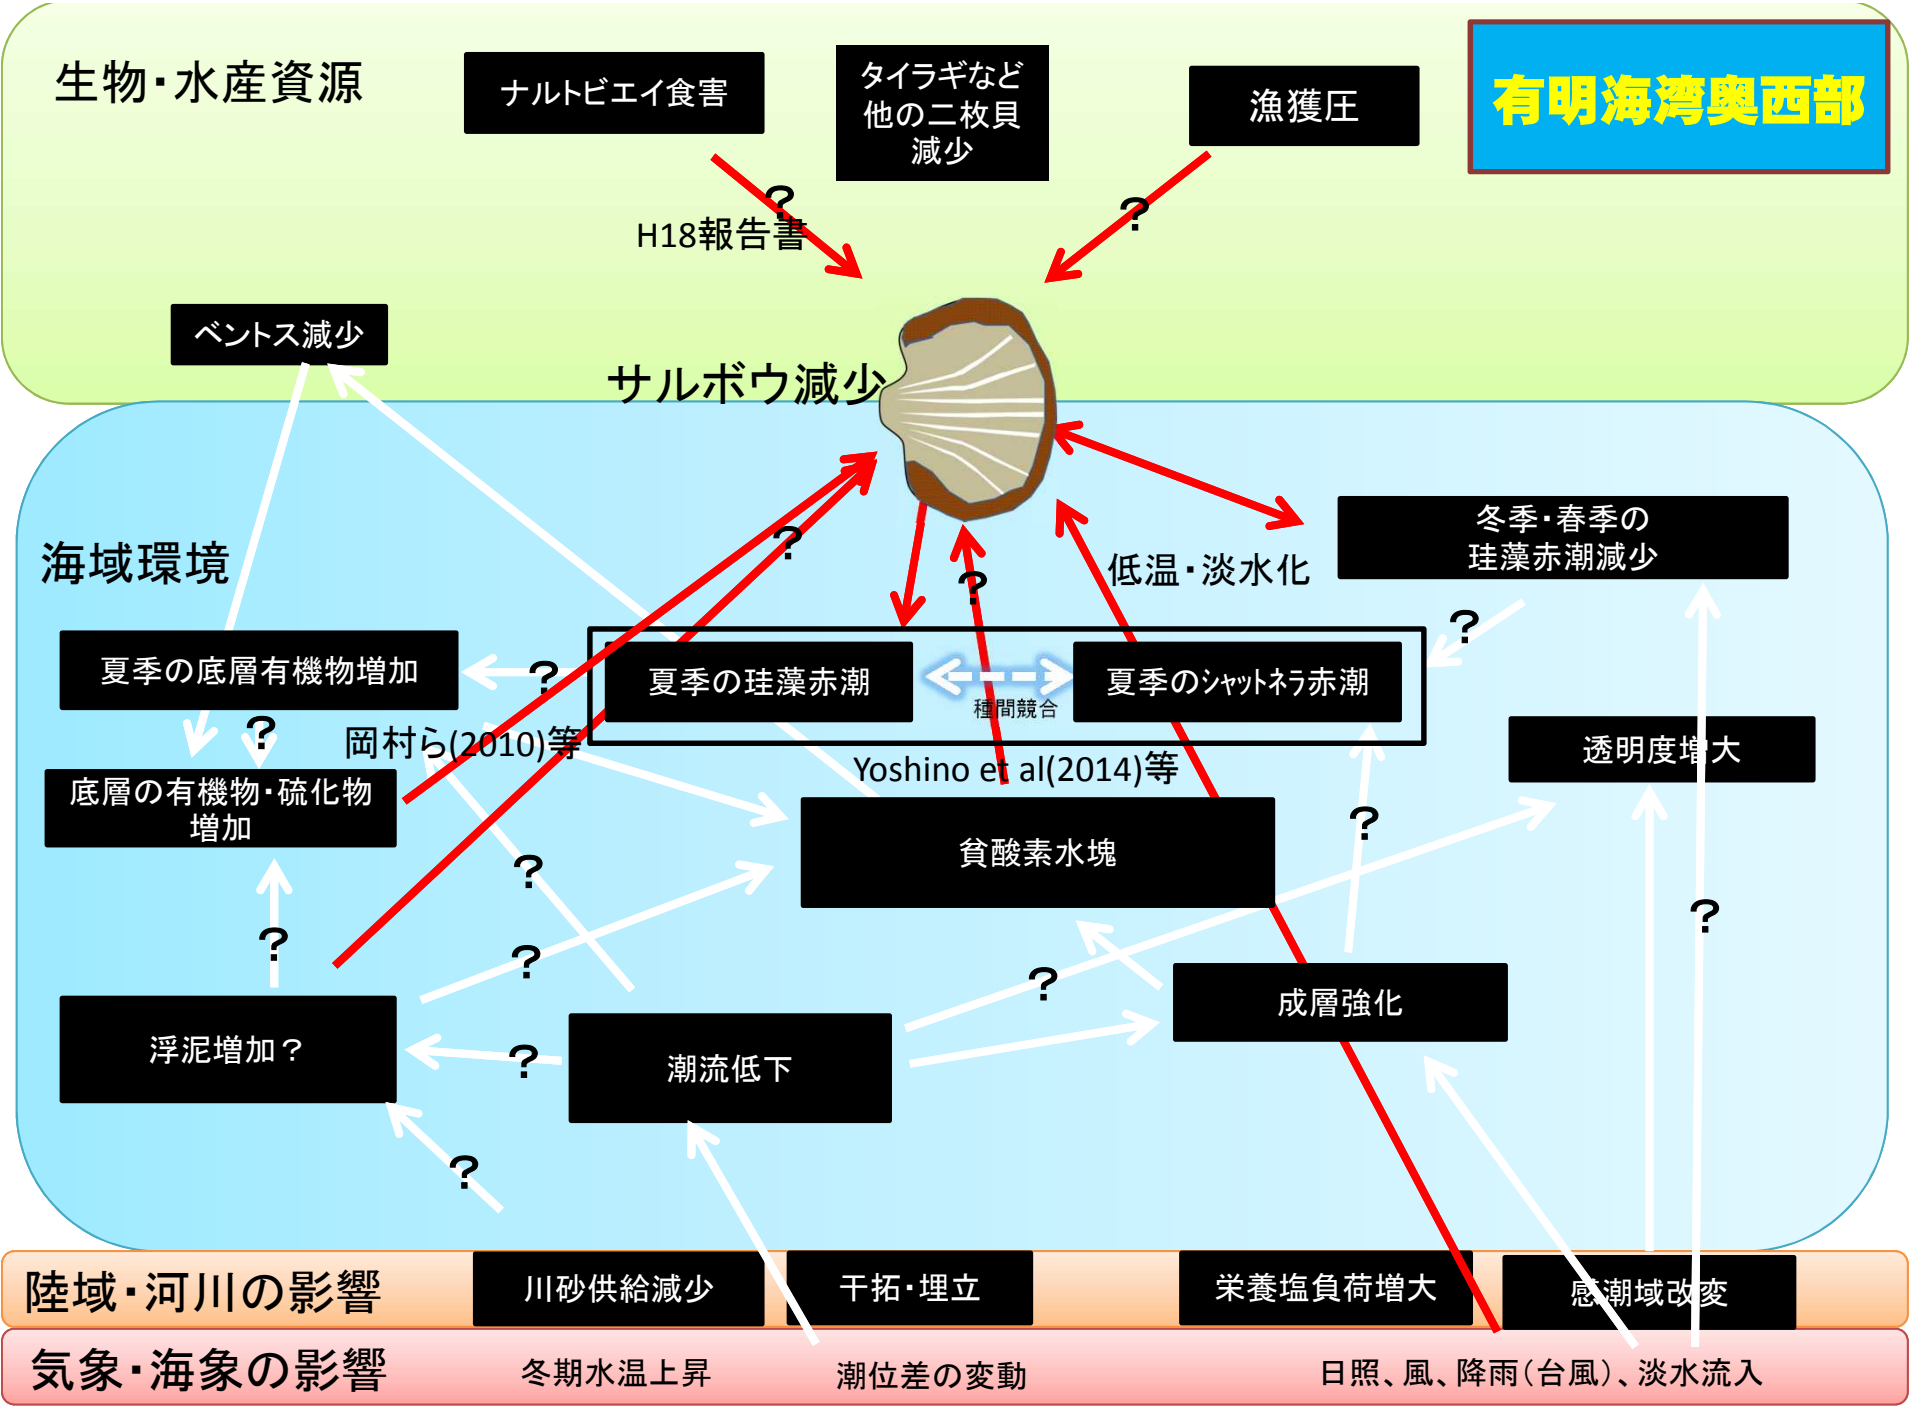 生物・水産資源
ナルトビエイ食害
タイラギなど
他の二枚貝
減少
漁獲圧
有明海湾奥西部
?
?
H18報告書
ベントス減少
サルボウ減少
海域環境
?
?
低温・淡水化
冬季・春季の
珪藻赤潮減少
?
夏季の底層有機物増加
?
夏季の珪藻赤潮
種間競合
夏季のシャットネラ赤潮
?
岡村ら(2010)等
Yoshino et al(2014)等
透明度増大
底層の有機物・硫化物
増加
?
貧酸素水塊
?
?
?
?
?
成層強化
浮泥増加？
?
潮流低下
?
陸域・河川の影響
川砂供給減少
干拓・埋立
栄養塩負荷増大
感潮域改変
気象・海象の影響
冬期水温上昇
潮位差の変動
日照、風、降雨（台風）、淡水流入